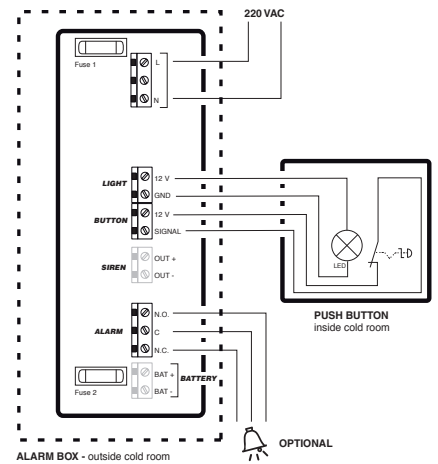 220 VAC
Fuse 1
L
N
LIGHT
12 V
GND
BUTTON
12 V
SIGNAL
SIREN
OUT +
OUT -
LED
PUSH BUTTON
inside cold room
ALARM
N.O.
C
N.C.
BAT +
BATTERY
BAT -
Fuse 2
OPTIONAL
ALARM BOX - outside cold room